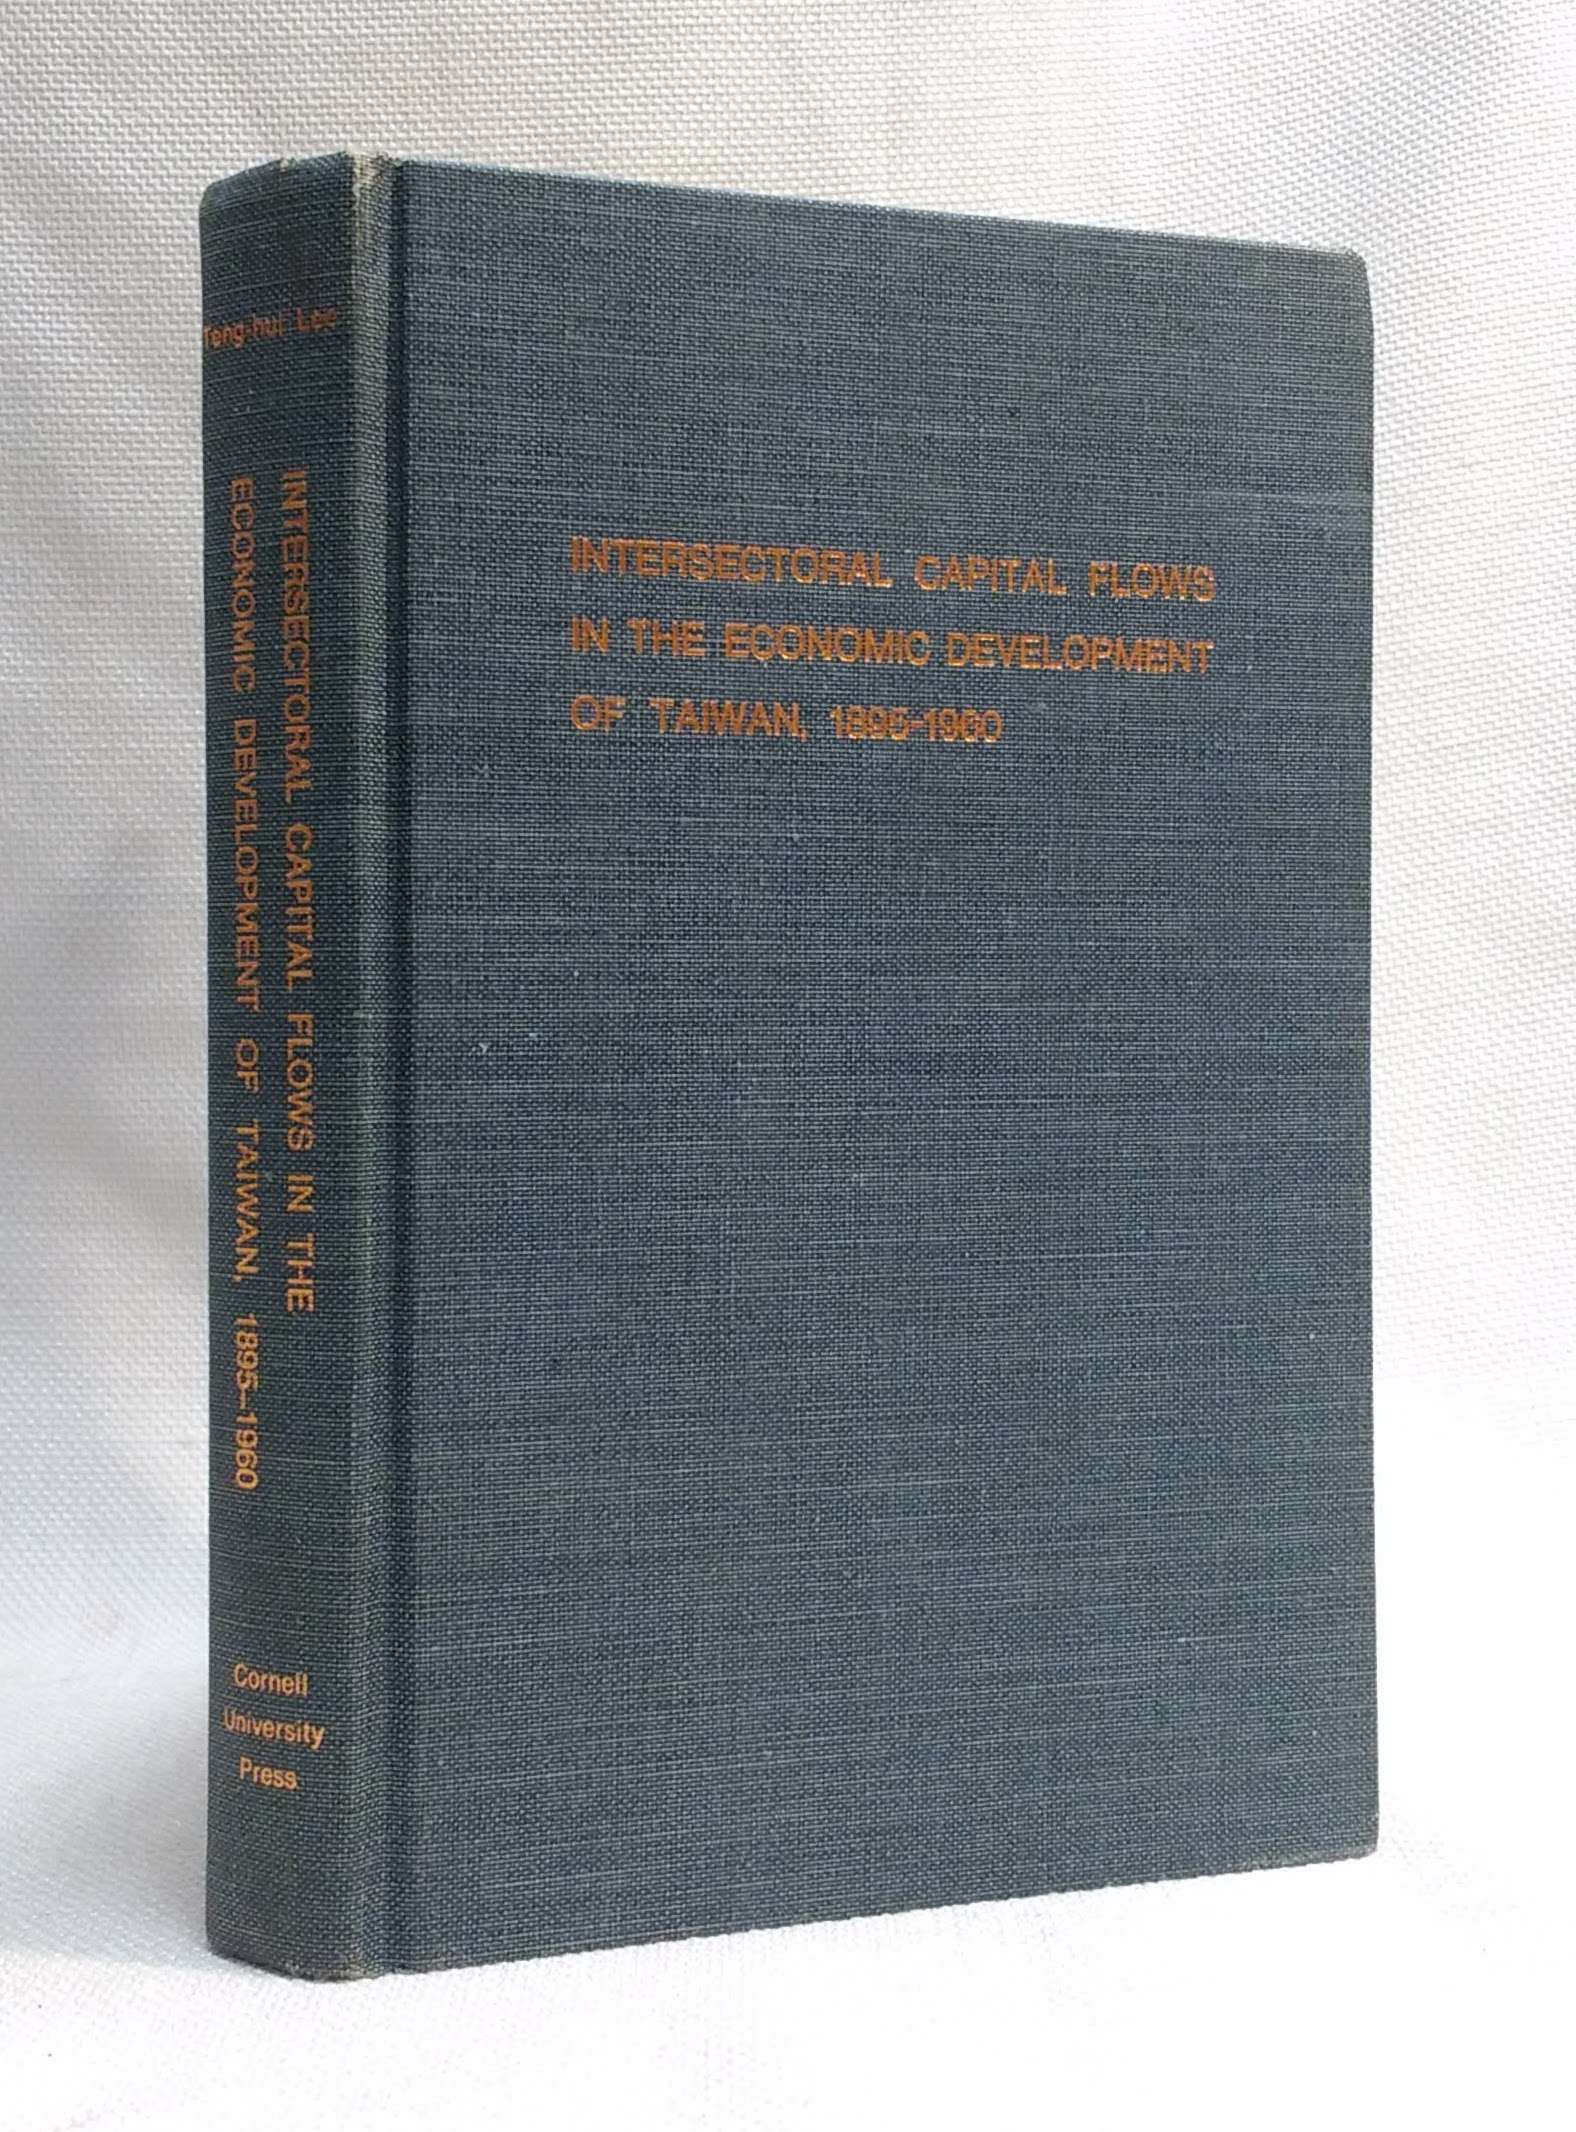 Teng-hui Lee
INTERSECTORAL CAPITAL FLOWS IN THE
ECONOMIC DEVELOPMENT OF TAIWAN, 1895–1960
Cornell
University
Press
INTERSECTORAL CAPITAL FLOWS
IN THE ECONOMIC DEVELOPMENT
OF TAIWAN, 1895-1960